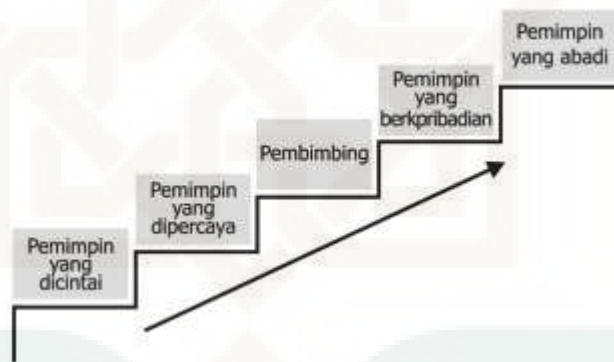 Pemimpin
yang abadi
Pemimpin
yang
berkpribadian
Pembimbing
Pemimpin
yang
dipercaya
Pemimpin
yang
dicintai